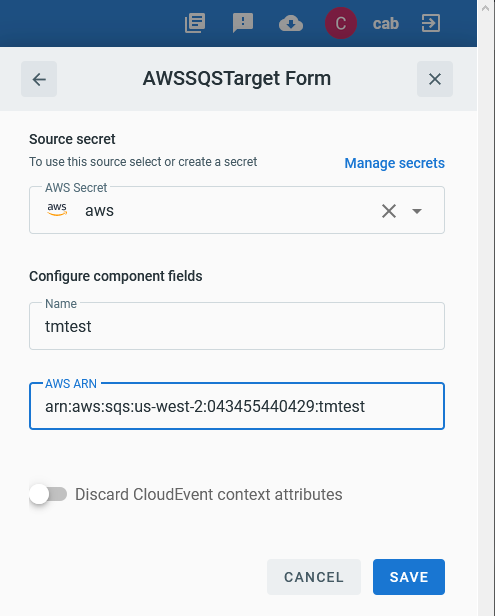 C cab
AWSSQSTarget Form
Source secret
To use this source select or create a secret
Manage secrets
AWS Secret
aws aws
Configure component fields
Name
tmtest
AWS ARN
arn:aws:sqs:us-west-2:043455440429:tmtest
Discard CloudEvent context attributes
CANCEL SAVE